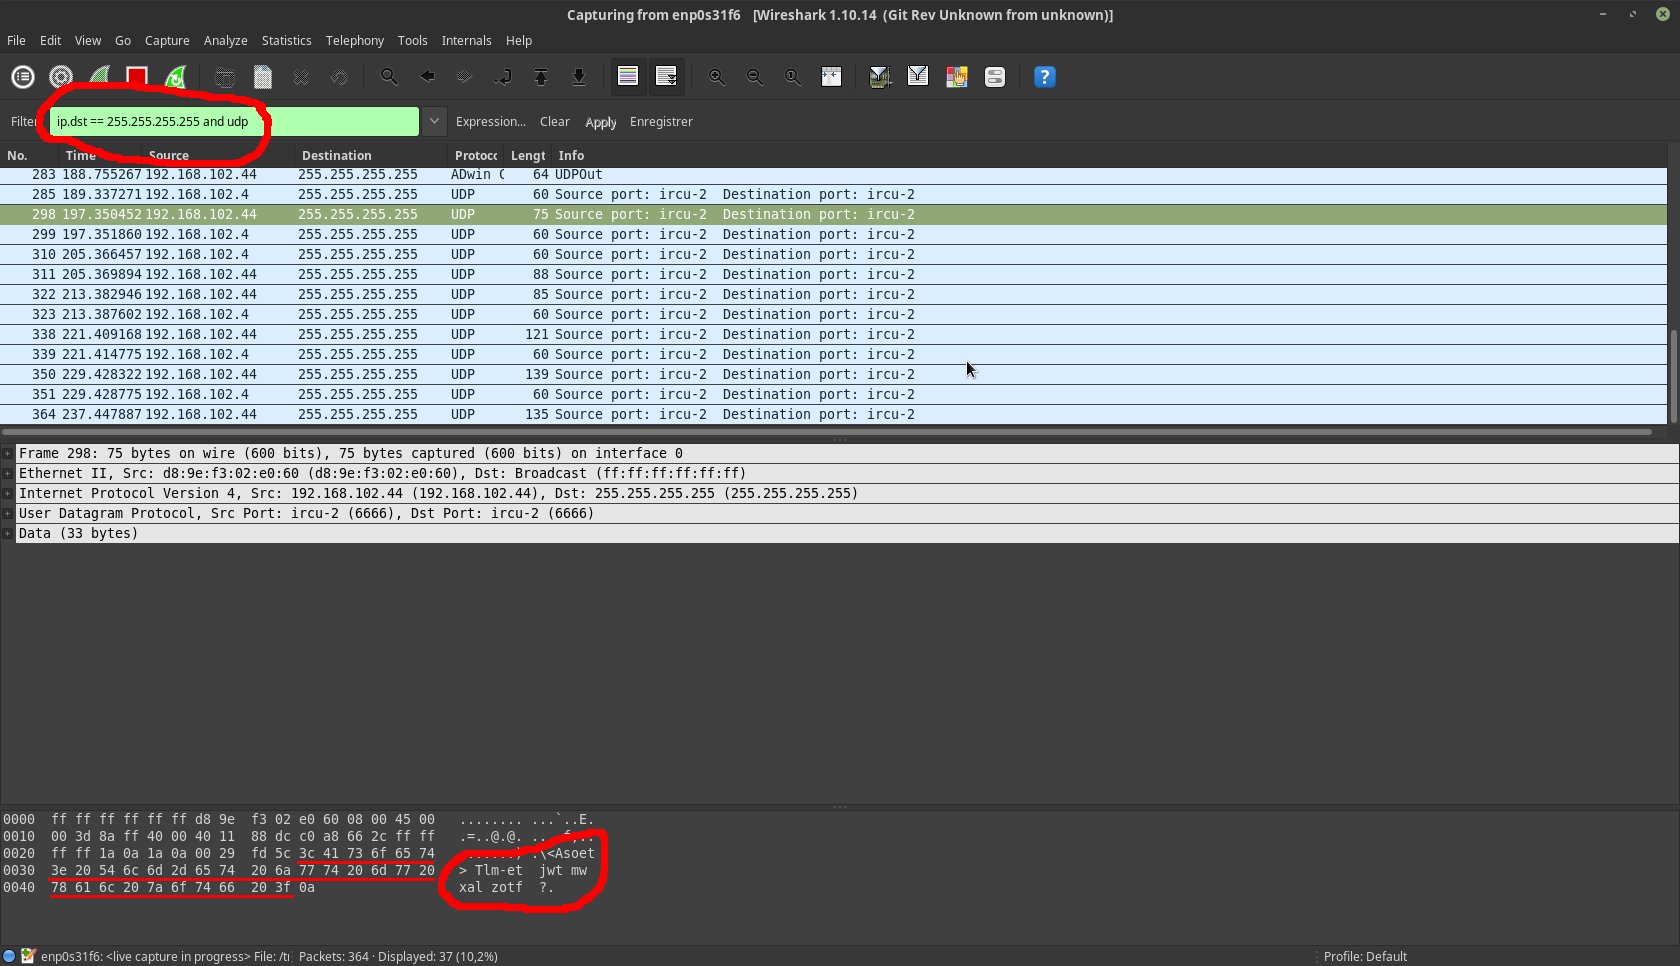 Capturing from enp0s31f6   [Wireshark 1.10.14  (Git Rev Unknown from unknown)]
File Edit View Go Capture Analyze Statistics Telephony Tools Internals Help
Filter ip.dst == 255.255.255.255 and udp Expression... Clear Apply Enregistrer
No. Time Source Destination Protoc Lengt Info
283 188.755267 192.168.102.44 255.255.255.255 ADwin C 64 UDPOut
285 189.337271 192.168.102.4 255.255.255.255 UDP 60 Source port: ircu-2  Destination port: ircu-2
298 197.350452 192.168.102.44 255.255.255.255 UDP 75 Source port: ircu-2  Destination port: ircu-2
299 197.351860 192.168.102.4 255.255.255.255 UDP 60 Source port: ircu-2  Destination port: ircu-2
310 205.366457 192.168.102.4 255.255.255.255 UDP 60 Source port: ircu-2  Destination port: ircu-2
311 205.369894 192.168.102.44 255.255.255.255 UDP 88 Source port: ircu-2  Destination port: ircu-2
322 213.382946 192.168.102.44 255.255.255.255 UDP 85 Source port: ircu-2  Destination port: ircu-2
323 213.387602 192.168.102.4 255.255.255.255 UDP 60 Source port: ircu-2  Destination port: ircu-2
338 221.409168 192.168.102.44 255.255.255.255 UDP 121 Source port: ircu-2  Destination port: ircu-2
339 221.414775 192.168.102.4 255.255.255.255 UDP 60 Source port: ircu-2  Destination port: ircu-2
350 229.428322 192.168.102.44 255.255.255.255 UDP 139 Source port: ircu-2  Destination port: ircu-2
351 229.428775 192.168.102.4 255.255.255.255 UDP 60 Source port: ircu-2  Destination port: ircu-2
364 237.447887 192.168.102.44 255.255.255.255 UDP 135 Source port: ircu-2  Destination port: ircu-2
Frame 298: 75 bytes on wire (600 bits), 75 bytes captured (600 bits) on interface 0
Ethernet II, Src: d8:9e:f3:02:e0:60 (d8:9e:f3:02:e0:60), Dst: Broadcast (ff:ff:ff:ff:ff:ff)
Internet Protocol Version 4, Src: 192.168.102.44 (192.168.102.44), Dst: 255.255.255.255 (255.255.255.255)
User Datagram Protocol, Src Port: ircu-2 (6666), Dst Port: ircu-2 (6666)
Data (33 bytes)
0000  ff ff ff ff ff ff d8 9e  f3 02 e0 60 08 00 45 00   ........ ...`..E.
0010  00 3d 8a ff 40 00 40 11  88 dc c0 a8 66 2c ff ff   .=..@.@. ....f,..
0020  ff ff 1a 0a 1a 0a 00 29  fd 5c 3c 41 73 6f 65 74   .......) .\<Asoet
0030  3e 20 54 6c 6d 2d 65 74  20 6a 77 74 20 6d 77 20   > Tlm-et  jwt mw
0040  78 61 6c 20 7a 6f 74 66  20 3f 0a   xal zotf  ?.
enp0s31f6: <live capture in progress> File: /t Packets: 364 · Displayed: 37 (10,2%) Profile: Default